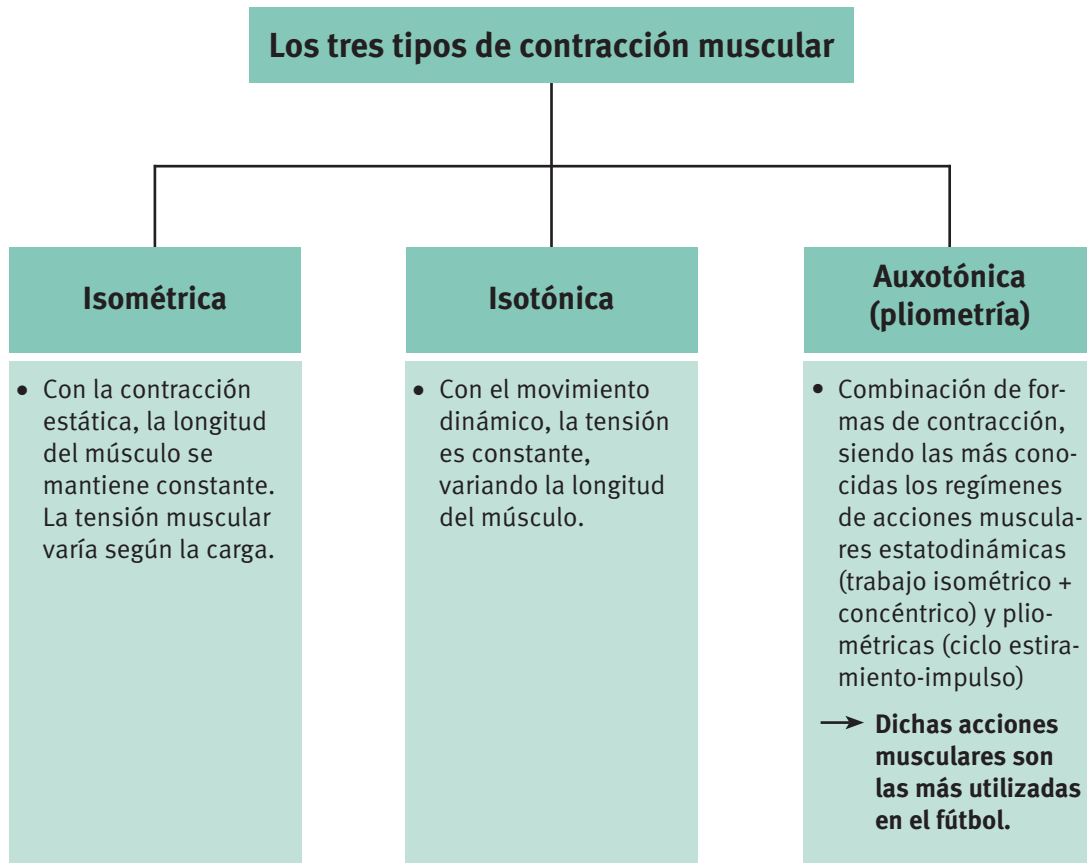 Los tres tipos de contracción muscular
Isométrica
• Con la contracción
estática, la longitud
del músculo se
mantiene constante.
La tensión muscular
varía según la carga.
Isotónica
• Con el movimiento
dinámico, la tensión
es constante,
variando la longitud
del músculo.
Auxotónica
(pliometría)
• Combinación de for-
mas de contracción,
siendo las más cono-
cidas los regímenes
de acciones muscula-
res estatodinámicas
(trabajo isométrico +
concéntrico) y plio-
métricas (ciclo estira-
miento-impulso)
→ Dichas acciones
musculares son
las más utilizadas
en el fútbol.